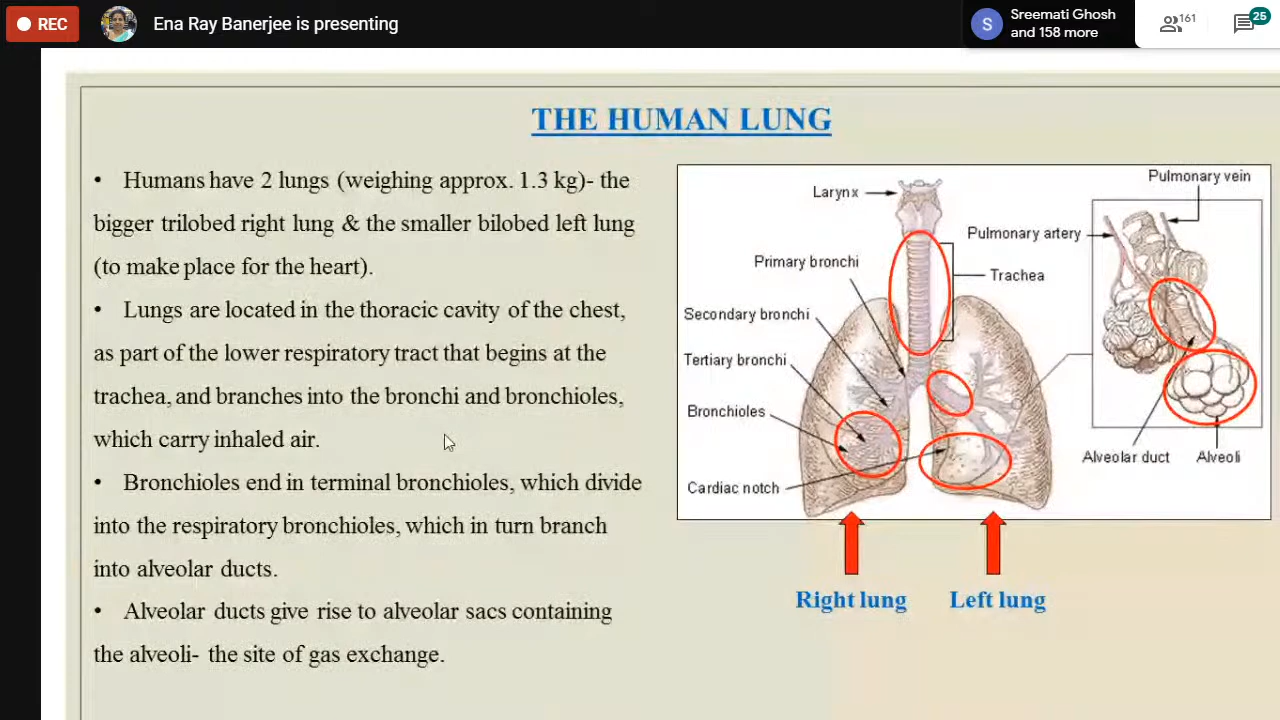 REC
Ena Ray Banerjee is presenting
S
Sreemati Ghosh
and 158 more
161
25
THE HUMAN LUNG
• Humans have 2 lungs (weighing approx. 1.3 kg)- the
bigger trilobed right lung & the smaller bilobed left lung
(to make place for the heart).
• Lungs are located in the thoracic cavity of the chest,
as part of the lower respiratory tract that begins at the
trachea, and branches into the bronchi and bronchioles,
which carry inhaled air.
• Bronchioles end in terminal bronchioles, which divide
into the respiratory bronchioles, which in turn branch
into alveolar ducts.
• Alveolar ducts give rise to alveolar sacs containing
the alveoli- the site of gas exchange.
Larynx
Primary bronchi
Secondary bronchi
Tertiary bronchi
Bronchioles
Cardiac notch
Pulmonary vein
Pulmonary artery
Trachea
Alveolar duct
Alveoli
Right lung
Left lung